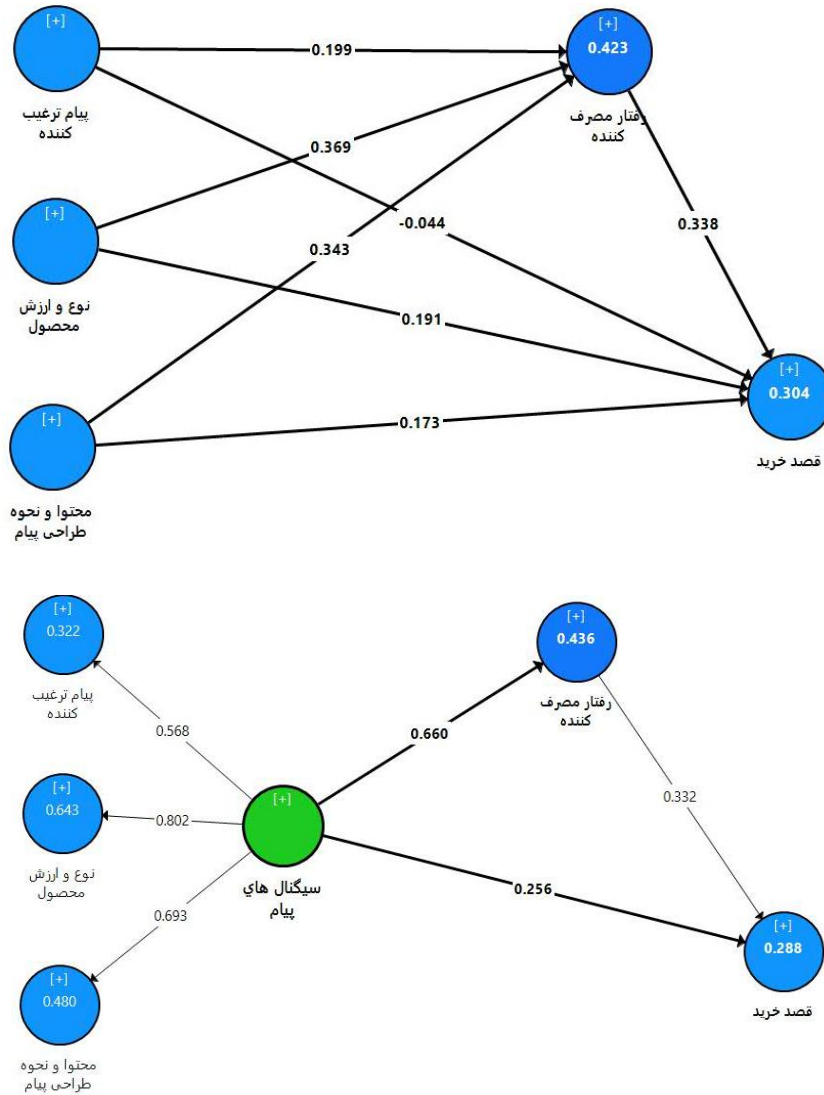 [+]
0.199
[+]
0.423
پیام ترغیب
کننده
رفتار مصرف
کننده
0.369
[+]
-0.044
0.338
0.343
نوع و ارزش
محصول
0.191
[+]
0.304
[+]
0.173
قصد خرید
محتوا و نحوه
طراحی پیام
[+]
0.322
[+]
0.436
پیام ترغیب
کننده
رفتار مصرف
کننده
0.568
0.660
[+]
0.643
0.802
[+]
0.332
نوع و ارزش
محصول
سیگنال هاي
پیام
0.256
0.693
[+]
0.288
[+]
0.480
قصد خرید
محتوا و نحوه
طراحی پیام